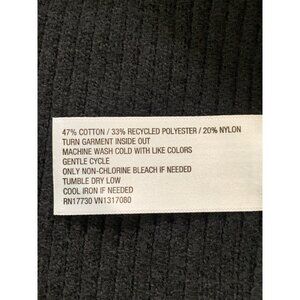 47% COTTON / 33% RECYCLED POLYESTER / 20% NYLON
TURN GARMENT INSIDE OUT
MACHINE WASH COLD WITH LIKE COLORS
GENTLE CYCLE
ONLY NON-CHLORINE BLEACH IF NEEDED
TUMBLE DRY LOW
COOL IRON IF NEEDED
RN17730 VN1317080